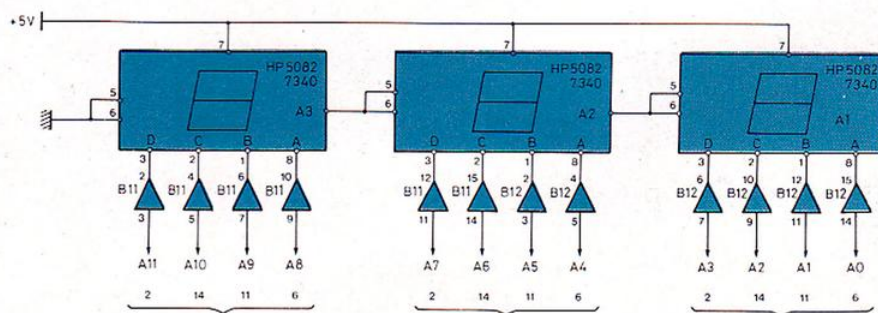 +5V
7 7 7
HP5082 HP5082 HP5082
7340 7340 7340
5 5 5
6 A3 6 A2 6 A1
D C B A D C B A D C B A
3 2 1 8 3 2 1 8 3 2 1 8
2 4 6 10 12 15 2 4 6 10 12 15
B11 B11 B11 B11 B11 B11 B12 B12 B12 B12 B12 B12
3 5 7 9 11 14 3 5 7 9 11 14
A11 A10 A9 A8 A7 A6 A5 A4 A3 A2 A1 A0
2 14 11 6 2 14 11 6 2 14 11 6